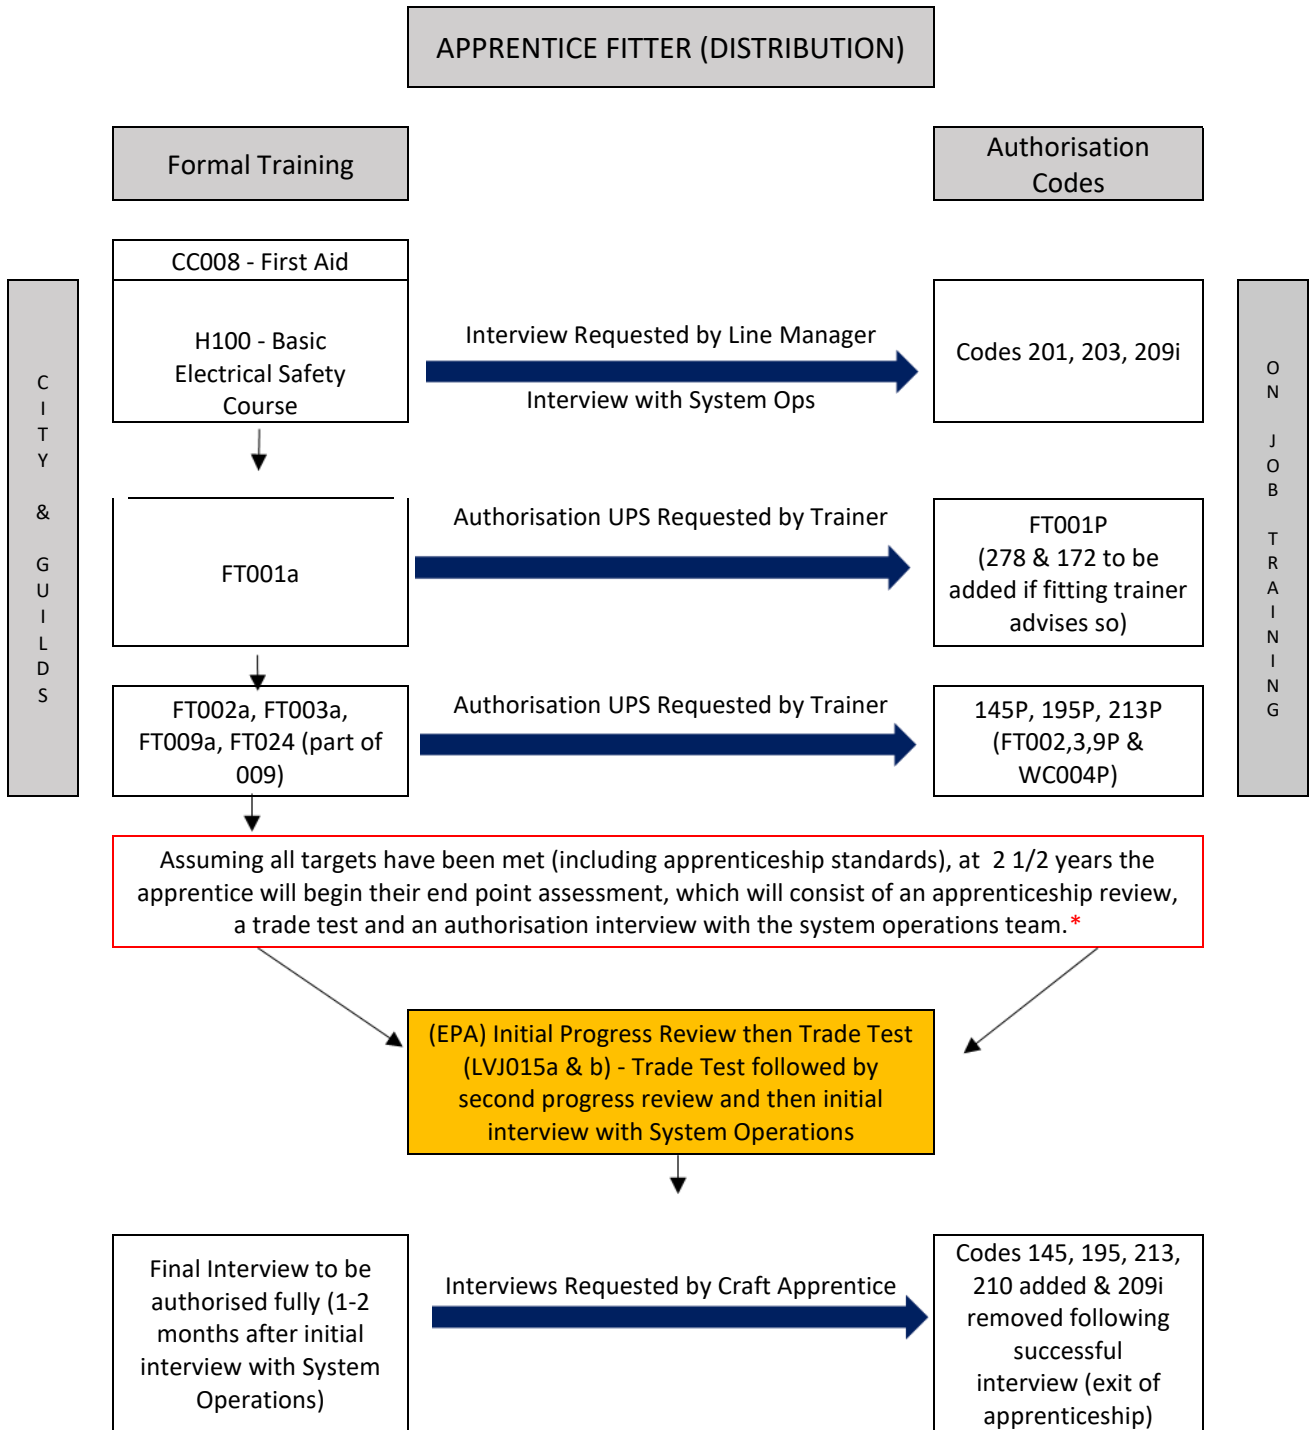 APPRENTICE FITTER (DISTRIBUTION)
Formal Training
Authorisation
Codes
CITY & GUILDS
CC008 - First Aid
H100 - Basic
Electrical Safety
Course
Interview Requested by Line Manager
Interview with System Ops
Codes 201, 203, 209i
ON JOB TRAINING
FT001a
Authorisation UPS Requested by Trainer
FT001P
(278 & 172 to be
added if fitting trainer
advises so)
FT002a, FT003a,
FT009a, FT024 (part of
009)
Authorisation UPS Requested by Trainer
145P, 195P, 213P
(FT002,3,9P &
WC004P)
Assuming all targets have been met (including apprenticeship standards), at 2 1/2 years the
apprentice will begin their end point assessment, which will consist of an apprenticeship review,
a trade test and an authorisation interview with the system operations team.*
(EPA) Initial Progress Review then Trade Test
(LVJ015a & b) - Trade Test followed by
second progress review and then initial
interview with System Operations
Final Interview to be
authorised fully (1-2
months after initial
interview with System
Operations)
Interviews Requested by Craft Apprentice
Codes 145, 195, 213,
210 added & 209i
removed following
successful
interview (exit of
apprenticeship)